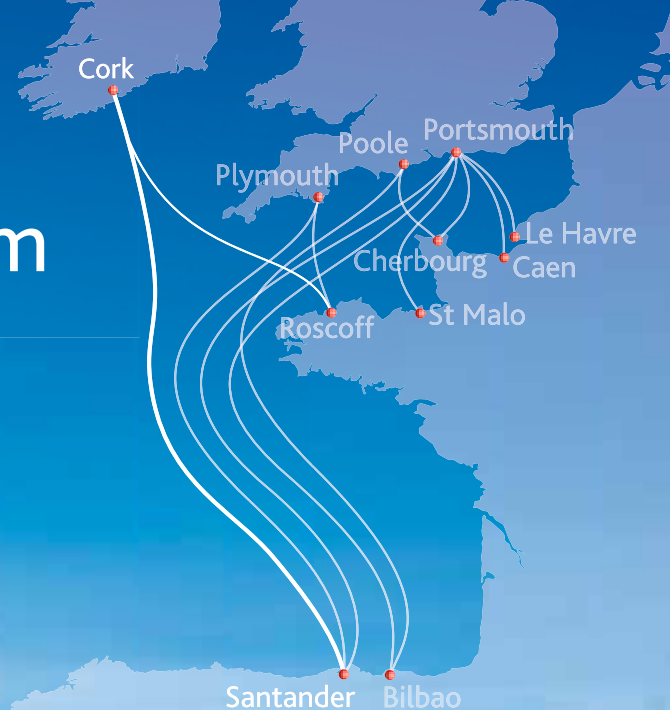 Cork
Poole
Portsmouth
Plymouth
m
Le Havre
Cherbourg
Caen
Roscoff
St Malo
Santander
Bilbao